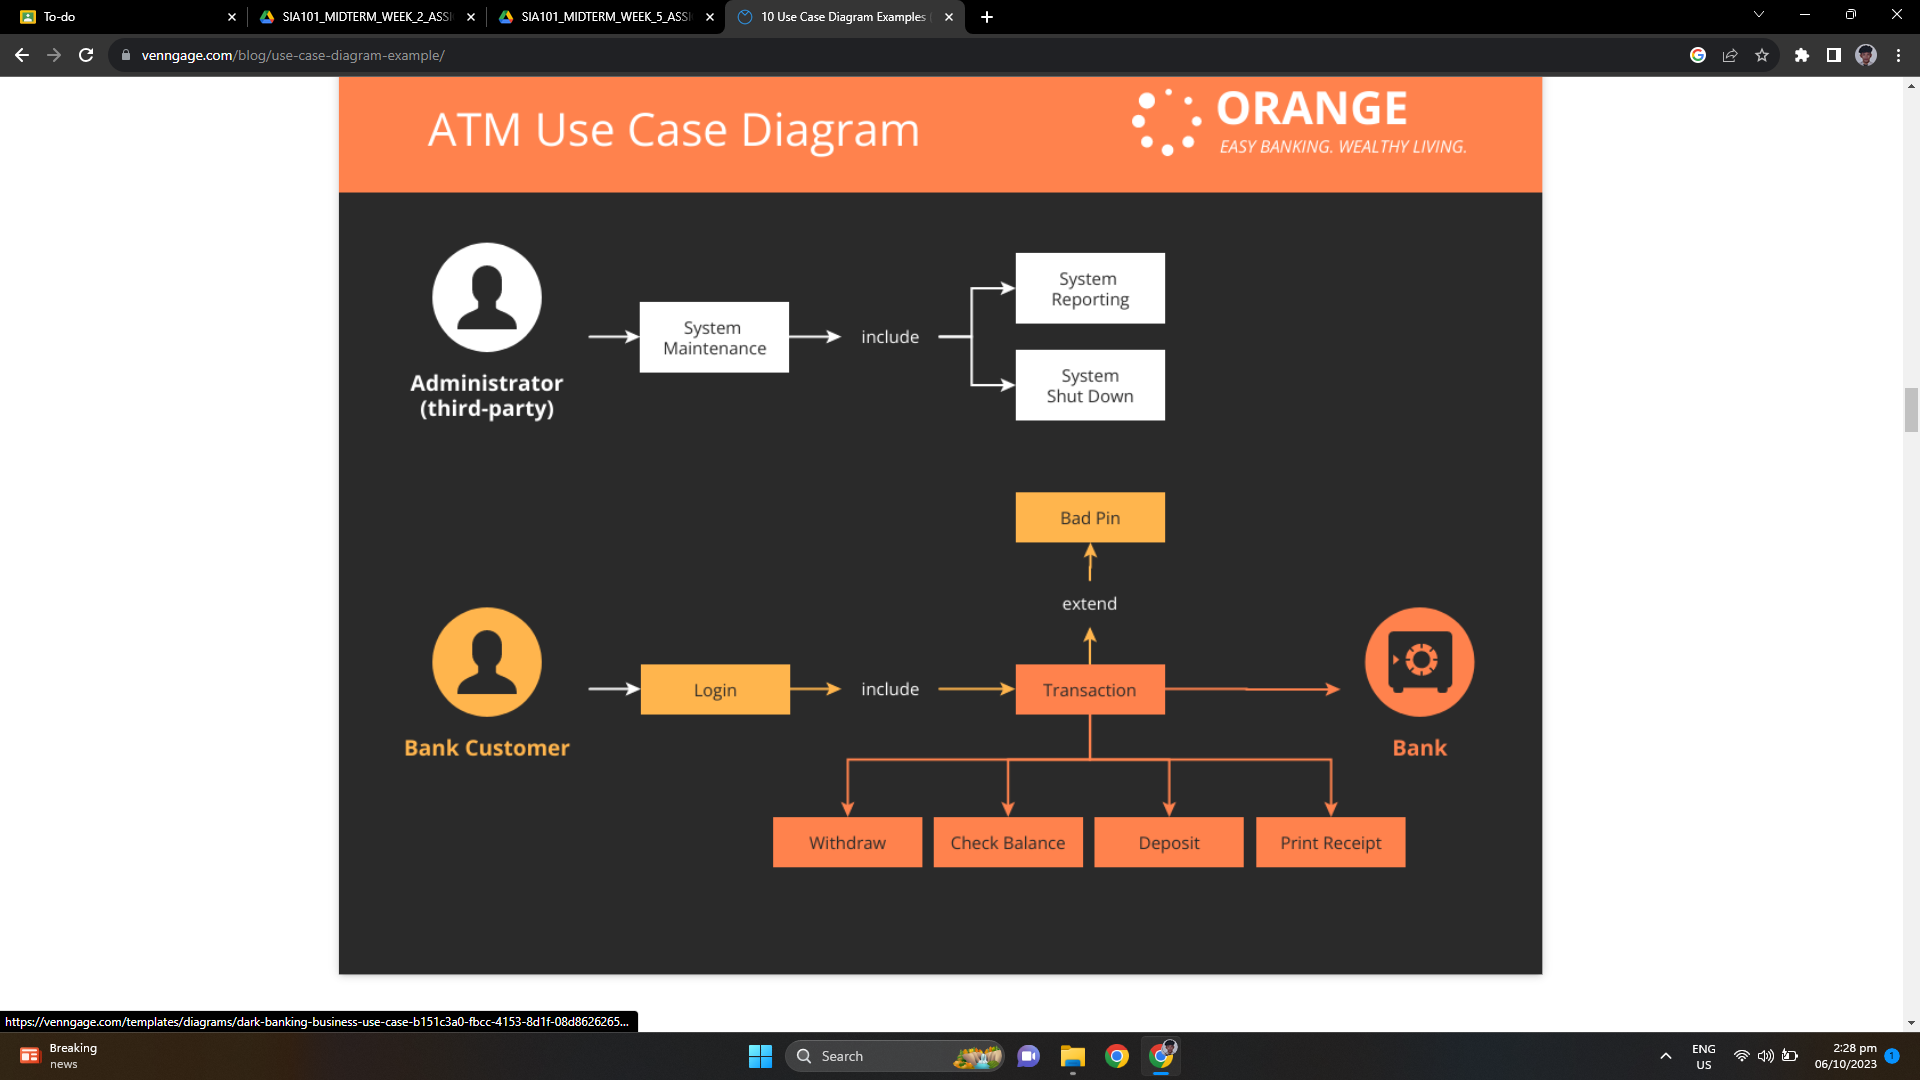 To-do
SIA101_MIDTERM_WEEK_2_ASSI
SIA101_MIDTERM_WEEK_5_ASSI
10 Use Case Diagram Examples
venngage.com/blog/use-case-diagram-example/
ATM Use Case Diagram
ORANGE
EASY BANKING. WEALTHY LIVING.
System
Reporting
System
Maintenance
include
System
Shut Down
Administrator
(third-party)
Bad Pin
extend
Login
include
Transaction
Bank Customer
Bank
Withdraw
Check Balance
Deposit
Print Receipt
https://venngage.com/templates/diagrams/dark-banking-business-use-case-b151c3a0-fbcc-4153-8d1f-08d8626265...
Breaking
news
Search
ENG
US
2:28 pm
06/10/2023
1